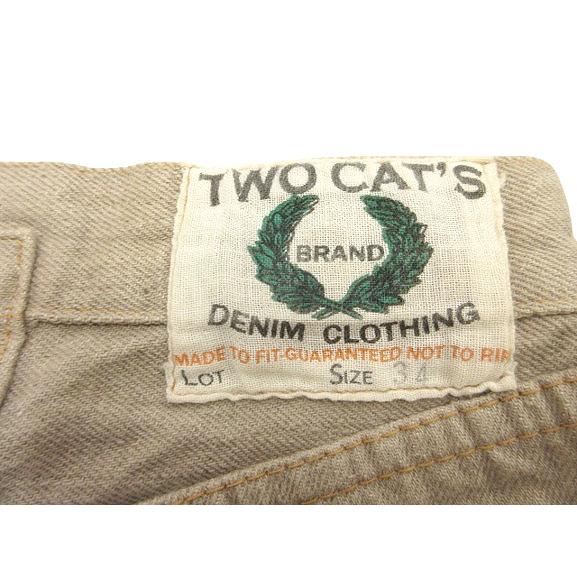 TWO CAT'S
BRAND
DENIM CLOTHING
MADE TO FIT-GUARANTEED NOT TO RIP
LOT SIZE 34